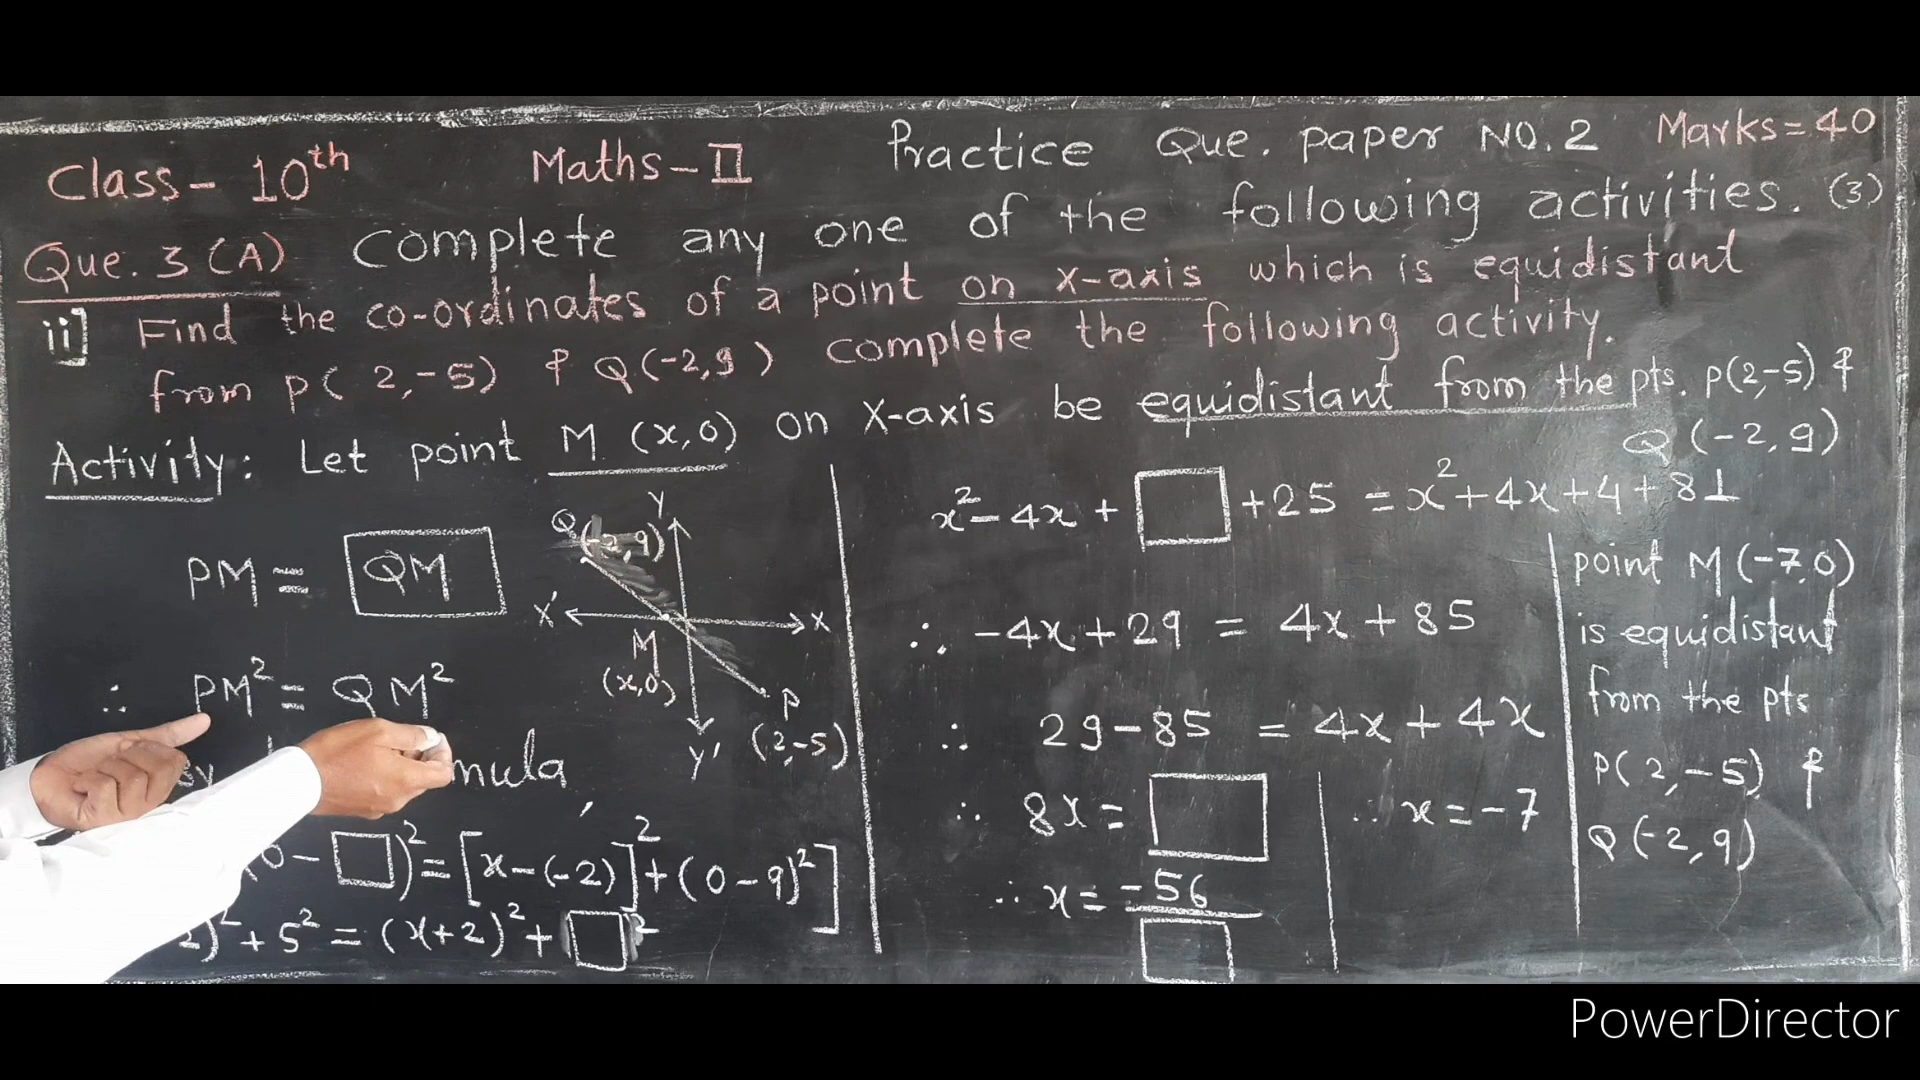 Class - 10th Maths - II Practice Que. paper NO. 2 Marks = 40
Que. 3 (A) Complete any one of the following activities. (3)
ii] Find the co-ordinates of a point on x-axis which is equidistant
from P( 2,-5) & Q (-2,9) complete the following activity.
Activity: Let point M (x,0) on X-axis be equidistant from the pts. P(2,-5) &
Q (-2, 9)
PM = QM
∴ PM² = QM²
mula,
0 - □)² = [x-(-2)]² + (0-9)²]
2)² + 5² = (x+2)² + □²
Y
Q(-2,9)
X' X
M
(x,0)
P
Y' (2,-5)
x² - 4x + □ + 25 = x² + 4x + 4 + 81
∴ -4x + 29 = 4x + 85
∴ 29 - 85 = 4x + 4x
∴ 8x = □
∴ x = -56/□
∴ x = -7
point M (-7,0)
is equidistant
from the pts
P( 2, -5) &
Q (-2, 9)
PowerDirector